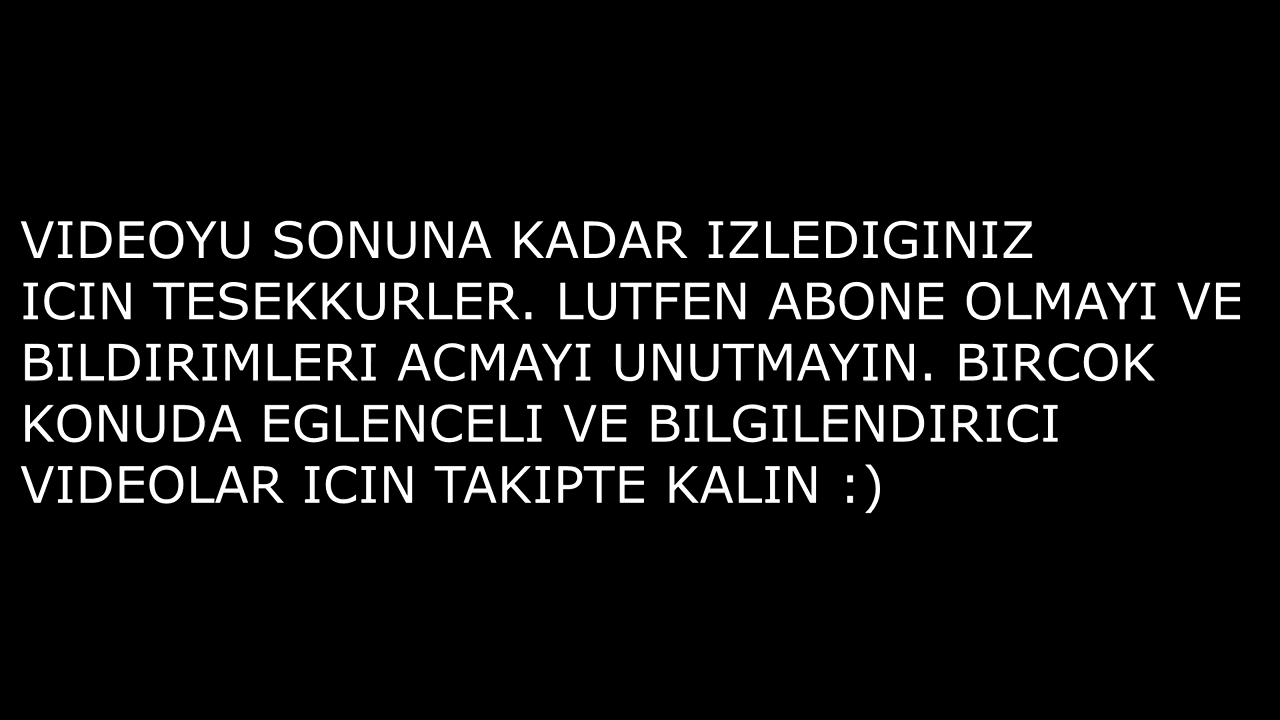 VIDEOYU SONUNA KADAR IZLEDIGINIZ
ICIN TESEKKURLER. LUTFEN ABONE OLMAYI VE
BILDIRIMLERI ACMAYI UNUTMAYIN. BIRCOK
KONUDA EGLENCELI VE BILGILENDIRICI
VIDEOLAR ICIN TAKIPTE KALIN :)